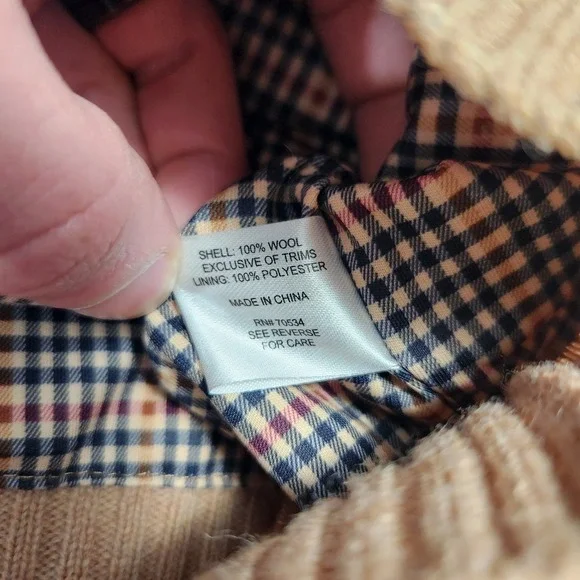 SHELL: 100% WOOL
EXCLUSIVE OF TRIMS
LINING: 100% POLYESTER
MADE IN CHINA
RN# 70534
SEE REVERSE
FOR CARE